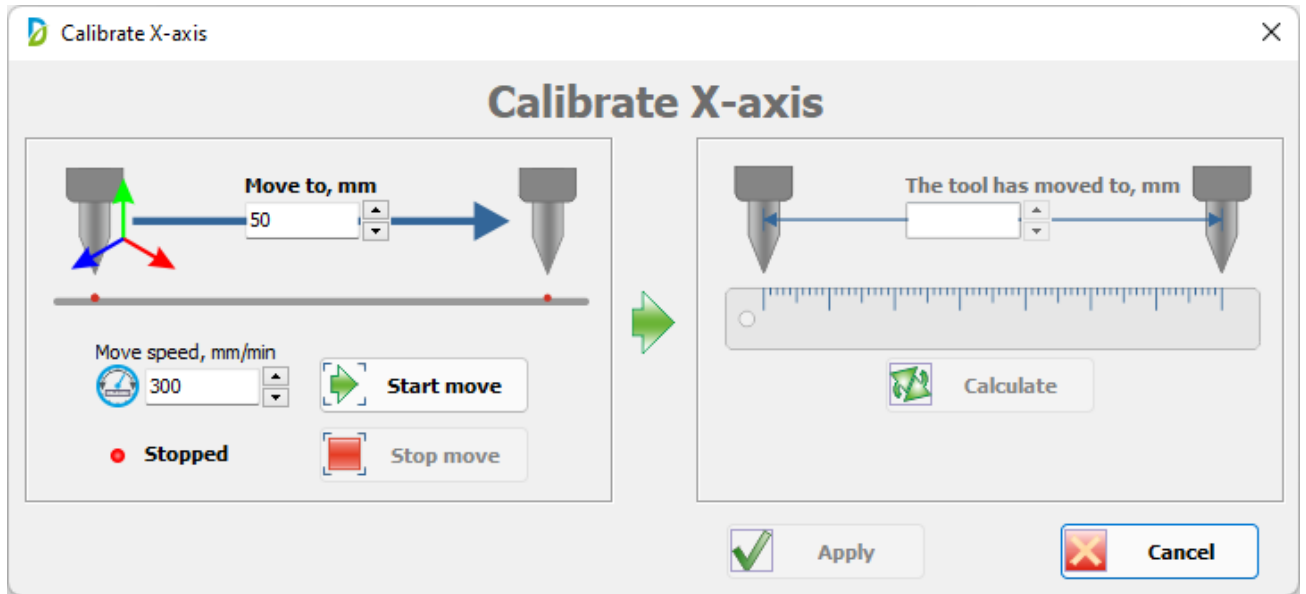 Calibrate X-axis
Calibrate X-axis
Move to, mm
50
Move speed, mm/min
300
Start move
Stopped
Stop move
The tool has moved to, mm
Calculate
Apply
Cancel